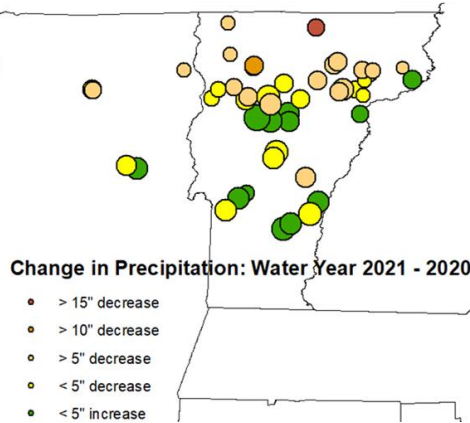 Change in Precipitation: Water Year 2021 - 2020
> 15" decrease
> 10" decrease
> 5" decrease
< 5" decrease
< 5" increase